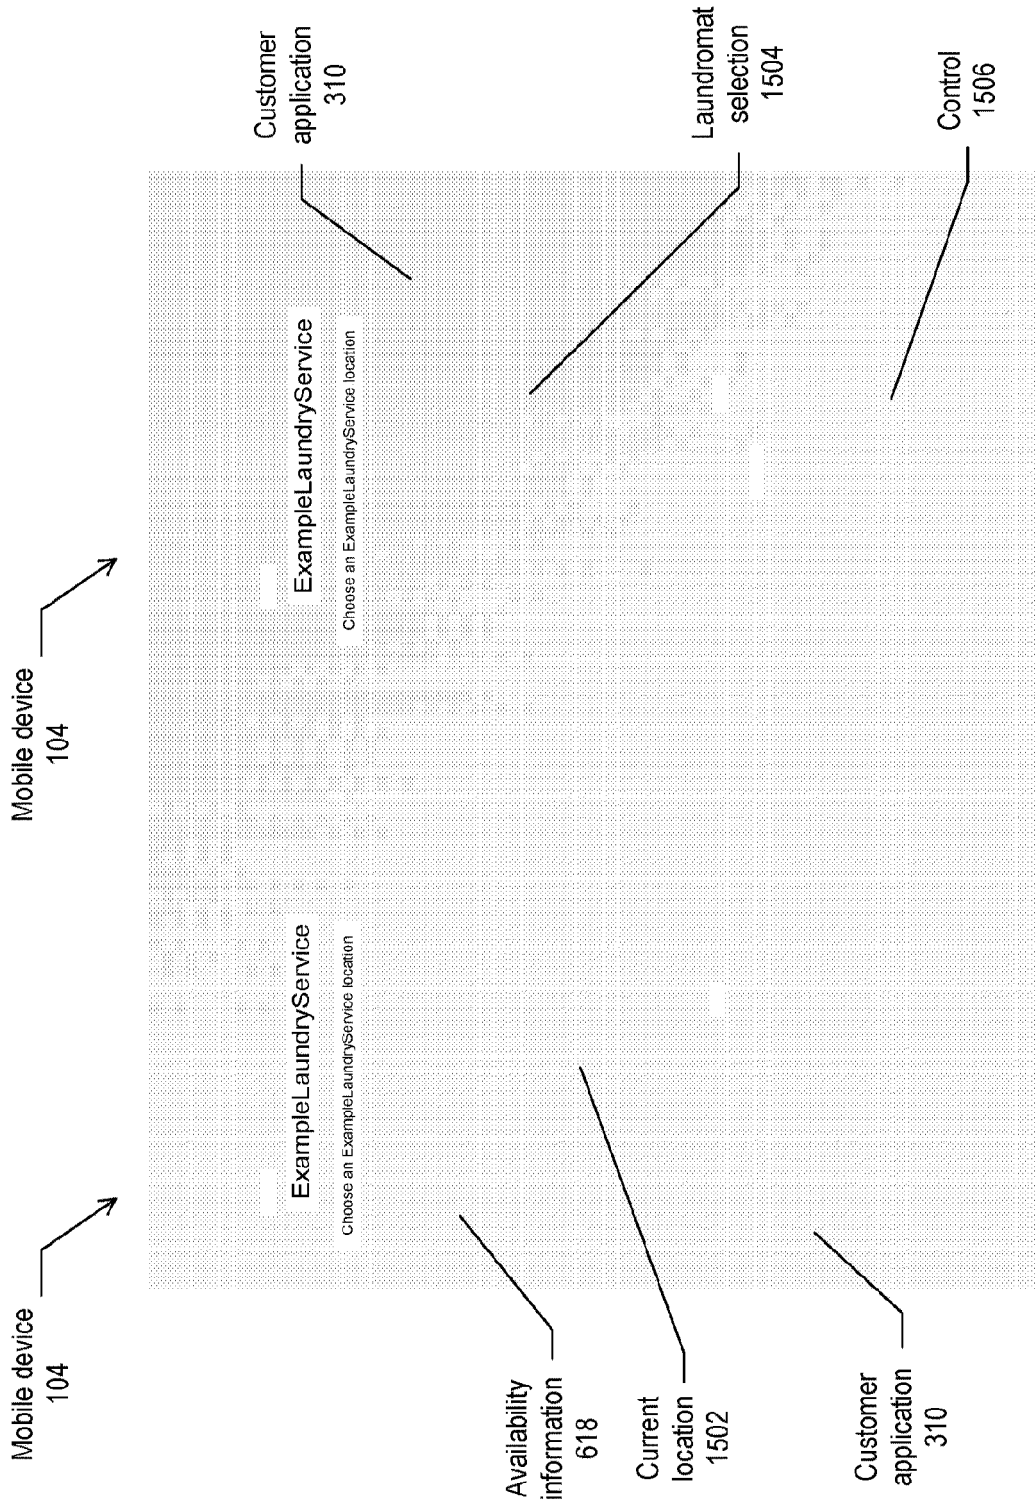 Mobile device
104
Mobile device
104
ExampleLaundryService
Choose an ExampleLaundryService location
ExampleLaundryService
Choose an ExampleLaundryService location
Customer
application
310
Availability
information
618
Current
location
1502
Customer
application
310
Laundromat
selection
1504
Control
1506